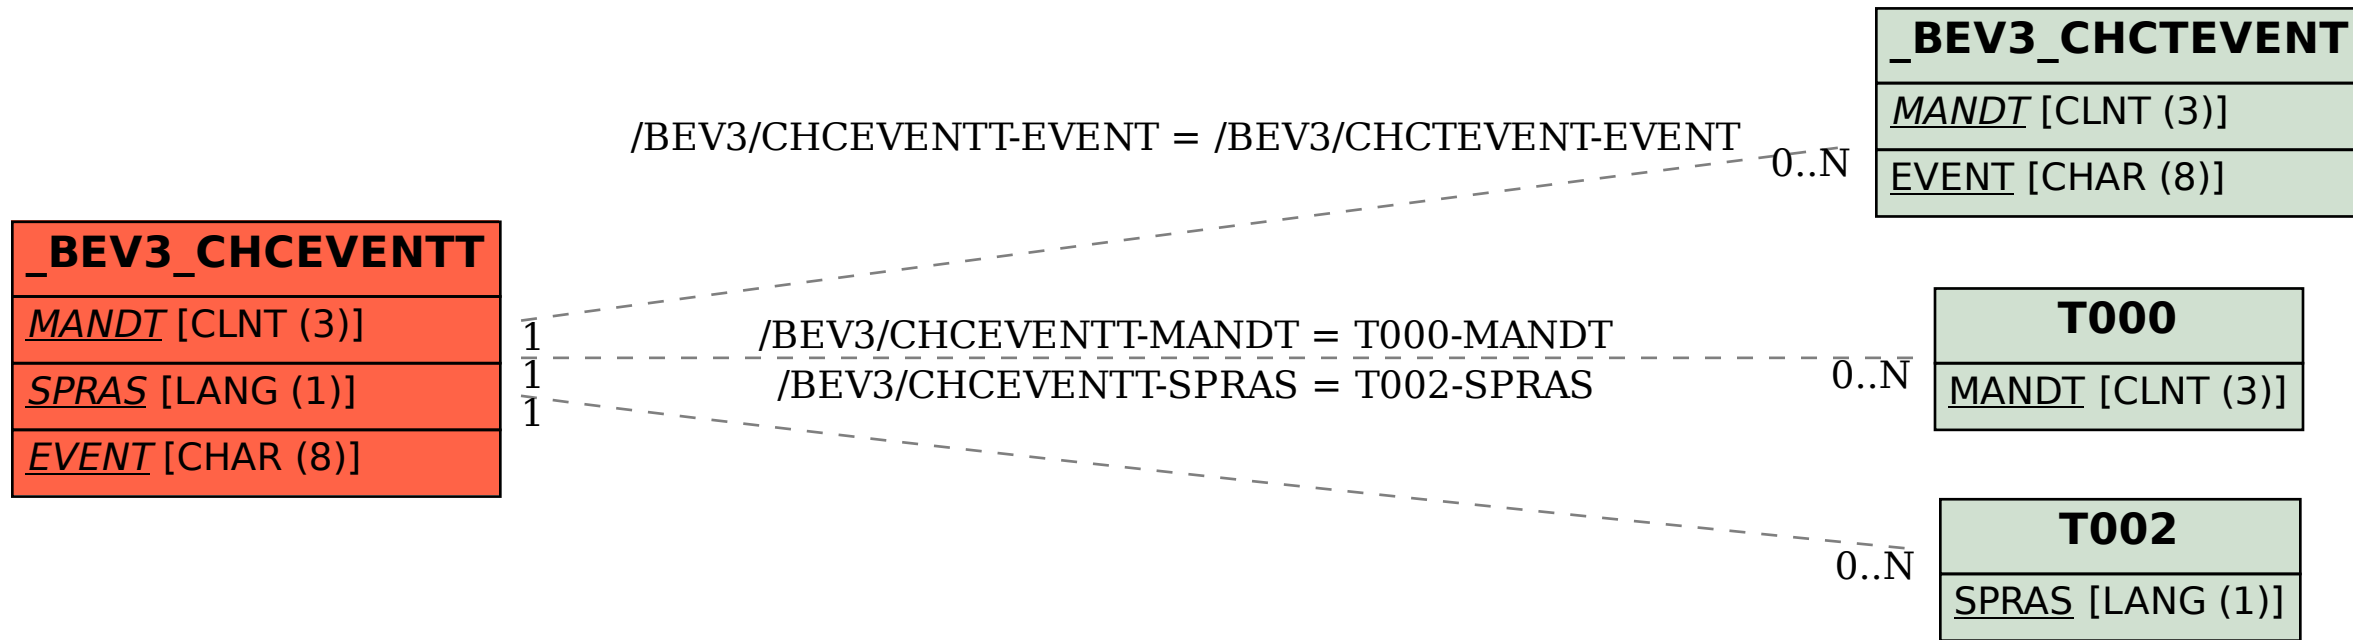 _BEV3_CHCTEVENT
MANDT [CLNT (3)]
EVENT [CHAR (8)]
/BEV3/CHCEVENTT-EVENT = /BEV3/CHCTEVENT-EVENT
0..N
_BEV3_CHCEVENTT
MANDT [CLNT (3)]
SPRAS [LANG (1)]
EVENT [CHAR (8)]
1
/BEV3/CHCEVENTT-MANDT = T000-MANDT
1
0..N
/BEV3/CHCEVENTT-SPRAS = T002-SPRAS
1
0..N
T000
MANDT [CLNT (3)]
T002
SPRAS [LANG (1)]